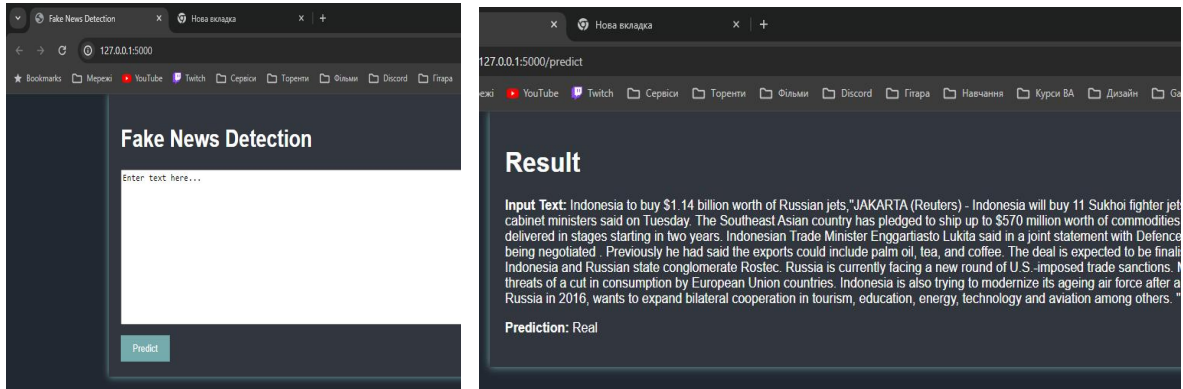 Fake News Detection
Нова вкладка
127.0.0.1:5000
Bookmarks Мережі YouTube Twitch Сервіси Торенти Фільми Discord Гітара
Fake News Detection
Enter text here...
Predict
Нова вкладка
127.0.0.1:5000/predict
режі YouTube Twitch Сервіси Торенти Фільми Discord Гітара Навчання Курси BA Дизайн Ga
Result
Input Text: Indonesia to buy $1.14 billion worth of Russian jets,"JAKARTA (Reuters) - Indonesia will buy 11 Sukhoi fighter jets
cabinet ministers said on Tuesday. The Southeast Asian country has pledged to ship up to $570 million worth of commodities
delivered in stages starting in two years. Indonesian Trade Minister Enggartiasto Lukita said in a joint statement with Defence
being negotiated . Previously he had said the exports could include palm oil, tea, and coffee. The deal is expected to be finalis
Indonesia and Russian state conglomerate Rostec. Russia is currently facing a new round of U.S.-imposed trade sanctions.
threats of a cut in consumption by European Union countries. Indonesia is also trying to modernize its ageing air force after a
Russia in 2016, wants to expand bilateral cooperation in tourism, education, energy, technology and aviation among others. "
Prediction: Real